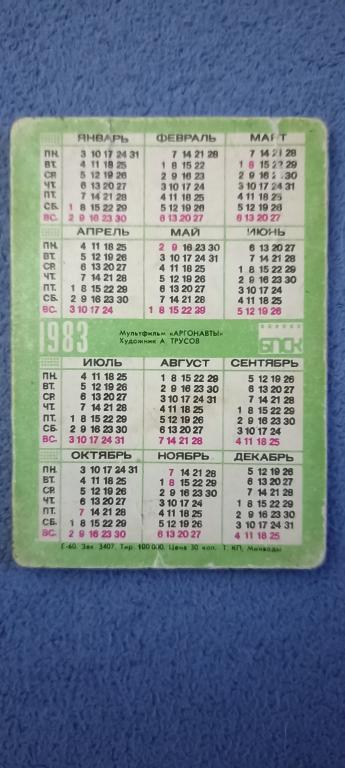 ЯНВАРЬ ФЕВРАЛЬ МАРТ
ПН. 3 10 17 24 31 7 14 21 28 7 14 21 28
ВТ. 4 11 18 25 1 8 15 22 1 8 15 22 29
СР. 5 12 19 26 2 9 16 23 2 9 16 23 30
ЧТ. 6 13 20 27 3 10 17 24 3 10 17 24 31
ПТ. 7 14 21 28 4 11 18 25 4 11 18 25
СБ. 1 8 15 22 29 5 12 19 26 5 12 19 26
ВС. 2 9 16 23 30 6 13 20 27 6 13 20 27
АПРЕЛЬ МАЙ ИЮНЬ
ПН. 4 11 18 25 2 9 16 23 30 6 13 20 27
ВТ. 5 12 19 26 3 10 17 24 31 7 14 21 28
СР. 6 13 20 27 4 11 18 25 1 8 15 22 29
ЧТ. 7 14 21 28 5 12 19 26 2 9 16 23 30
ПТ. 1 8 15 22 29 6 13 20 27 3 10 17 24
СБ. 2 9 16 23 30 7 14 21 28 4 11 18 25
ВС. 3 10 17 24 1 8 15 22 29 5 12 19 26
1983 Мультфильм «АРГОНАВТЫ» БПСК
Художник А. ТРУСОВ
ИЮЛЬ АВГУСТ СЕНТЯБРЬ
ПН. 4 11 18 25 1 8 15 22 29 5 12 19 26
ВТ. 5 12 19 26 2 9 16 23 30 6 13 20 27
СР. 6 13 20 27 3 10 17 24 31 7 14 21 28
ЧТ. 7 14 21 28 4 11 18 25 1 8 15 22 29
ПТ. 1 8 15 22 29 5 12 19 26 2 9 16 23 30
СБ. 2 9 16 23 30 6 13 20 27 3 10 17 24
ВС. 3 10 17 24 31 7 14 21 28 4 11 18 25
ОКТЯБРЬ НОЯБРЬ ДЕКАБРЬ
ПН. 3 10 17 24 31 7 14 21 28 5 12 19 26
ВТ. 4 11 18 25 1 8 15 22 29 6 13 20 27
СР. 5 12 19 26 2 9 16 23 30 7 14 21 28
ЧТ. 6 13 20 27 3 10 17 24 1 8 15 22 29
ПТ. 7 14 21 28 4 11 18 25 2 9 16 23 30
СБ. 1 8 15 22 29 5 12 19 26 3 10 17 24 31
ВС. 2 9 16 23 30 6 13 20 27 4 11 18 25
Г-60. Зак. 3407. Тир. 100 0.Ю. Цена 30 коп. Т. КП, Минводы